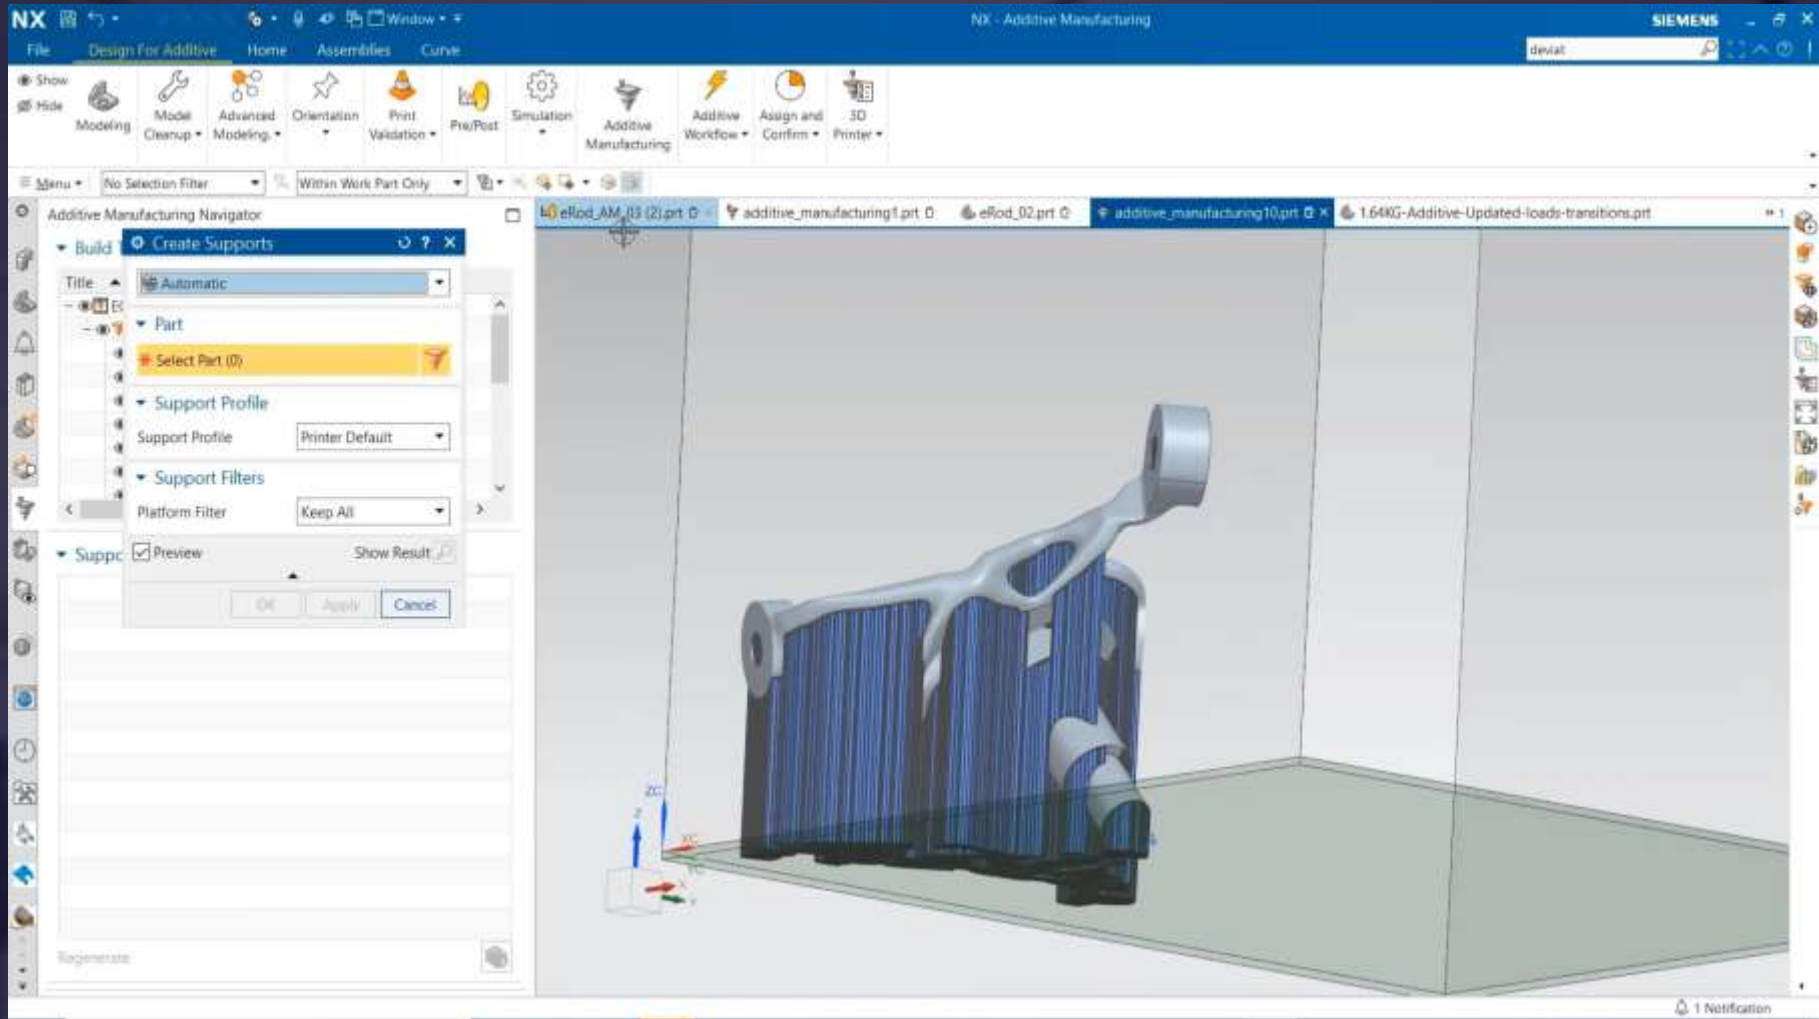 NX Window NX - Additive Manufacturing SIEMENS
File Design For Additive Home Assemblies Curve deviat
Show
Hide
Modeling
Model Cleanup
Advanced Modeling.
Orientation
Print Validation
Pre/Post
Simulation
Additive Manufacturing
Additive Workflow
Assign and Confirm
3D Printer
Menu No Selection Filter Within Work Part Only
Additive Manufacturing Navigator
eRod_AM_03 (2).prt additive_manufacturing1.prt eRod_02.prt additive_manufacturing10.prt 1.64KG-Additive-Updated-loads-transitions.prt
Build
Create Supports
Title
Automatic
Part
Select Part (0)
Support Profile
Support Profile Printer Default
Support Filters
Platform Filter Keep All
Suppo
Preview Show Result
OK Apply Cancel
ZC
XC
YC
Z
X
Y
Regenerate
1 Notification